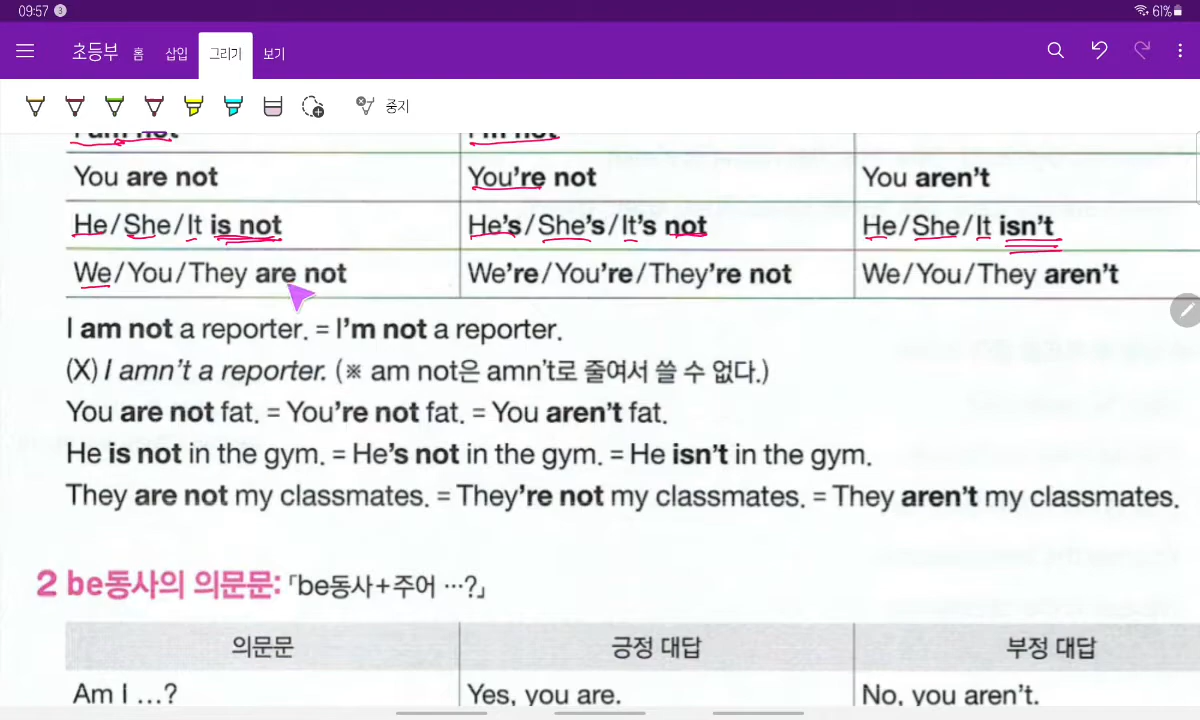 09:57 3 61%
초등부 홈 삽입 그리기 보기
중지
I am not I'm not
You are not You're not You aren't
He/She/It is not He's/She's/It's not He/She/It isn't
We/You/They are not We're/You're/They're not We/You/They aren't
I am not a reporter. = I'm not a reporter.
(X) I amn't a reporter. (※ am not은 amn't로 줄여서 쓸 수 없다.)
You are not fat. = You're not fat. = You aren't fat.
He is not in the gym. = He's not in the gym. = He isn't in the gym.
They are not my classmates. = They're not my classmates. = They aren't my classmates.
2 be동사의 의문문: 「be동사+주어 …?」
의문문 긍정 대답 부정 대답
Am I …? Yes, you are. No, you aren't.